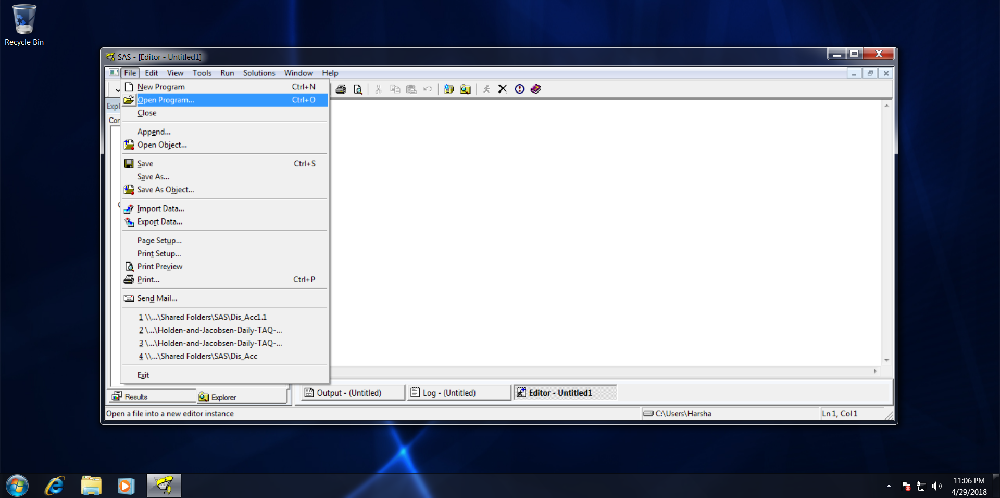 Recycle Bin
SAS - [Editor - Untitled1]
File Edit View Tools Run Solutions Window Help
New Program Ctrl+N
Open Program... Ctrl+O
Expl
Close
Con
Append...
Open Object...
Save Ctrl+S
Save As...
Save As Object...
Import Data...
Export Data...
Page Setup...
Print Setup...
Print Preview
Print... Ctrl+P
Send Mail...
1 \\...\Shared Folders\SAS\Dis_Acc1.1
2 \...\Holden-and-Jacobsen-Daily-TAQ-...
3 \...\Holden-and-Jacobsen-Daily-TAQ-...
4 \\...\Shared Folders\SAS\Dis_Acc
Exit
Results Explorer Output - (Untitled) Log - (Untitled) Editor - Untitled1
Open a file into a new editor instance C:\Users\Harsha Ln 1, Col 1
11:06 PM
4/29/2018